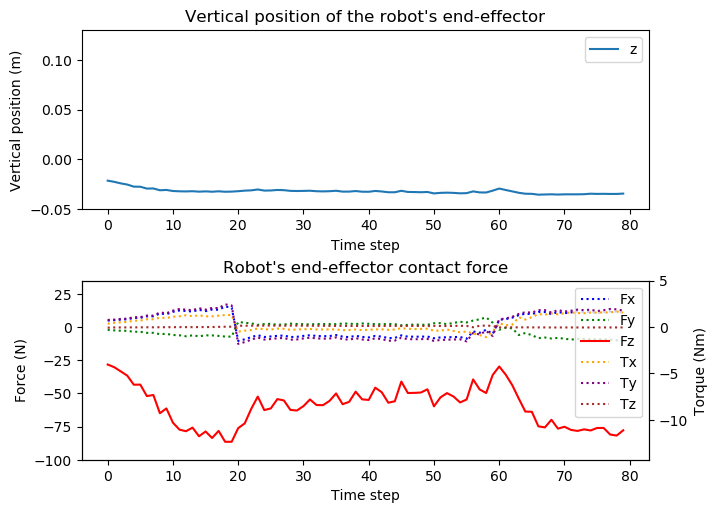 Vertical position of the robot's end-effector
Vertical position (m)
0.10
0.05
0.00
−0.05
z
0 10 20 30 40 50 60 70 80
Time step
Robot's end-effector contact force
Force (N)
25
0
−25
−50
−75
−100
Fx
Fy
Fz
Tx
Ty
Tz
5
0
−5
−10
Torque (Nm)
0 10 20 30 40 50 60 70 80
Time step